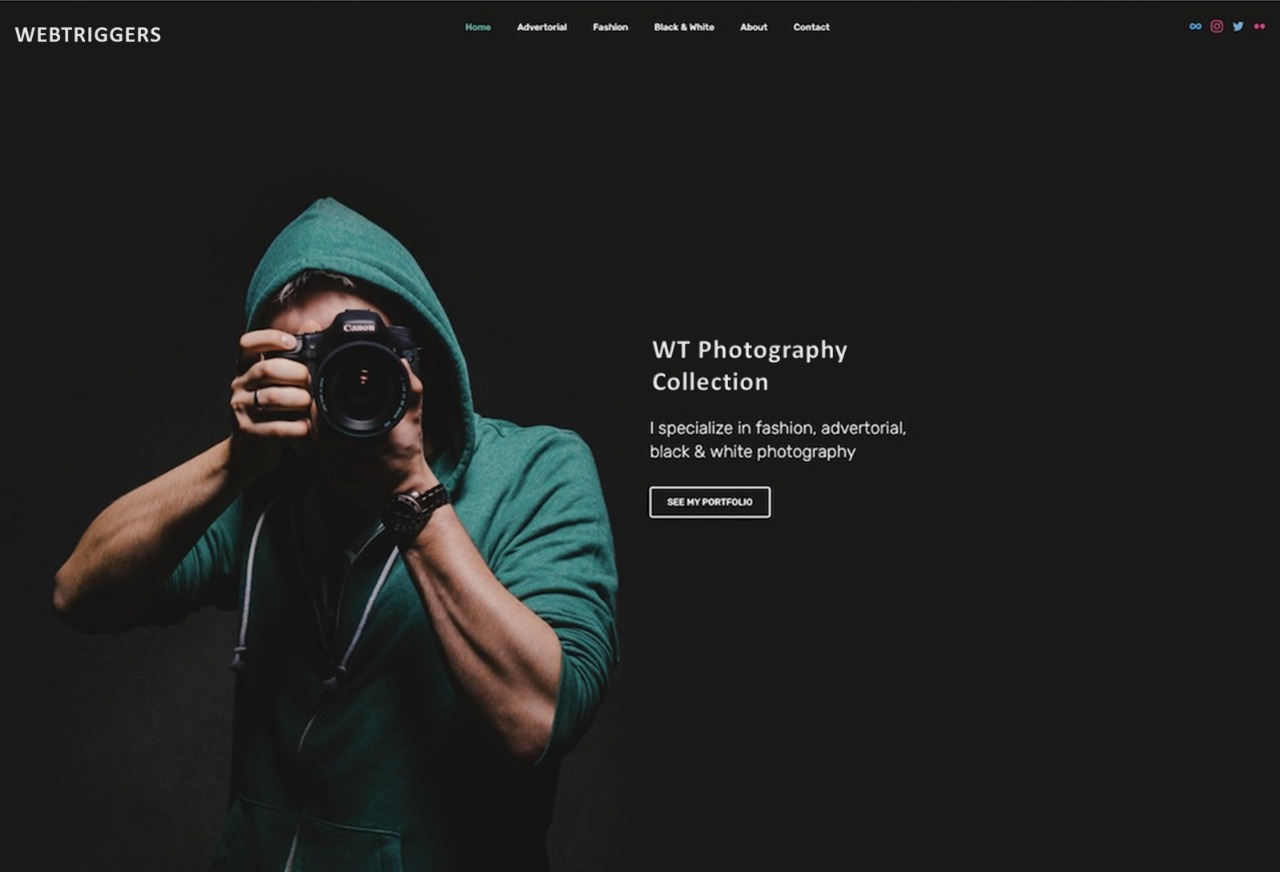 WEBTRIGGERS
Home Advertorial Fashion Black & White About Contact
Canon
WT Photography
Collection
I specialize in fashion, advertorial,
black & white photography
SEE MY PORTFOLIO